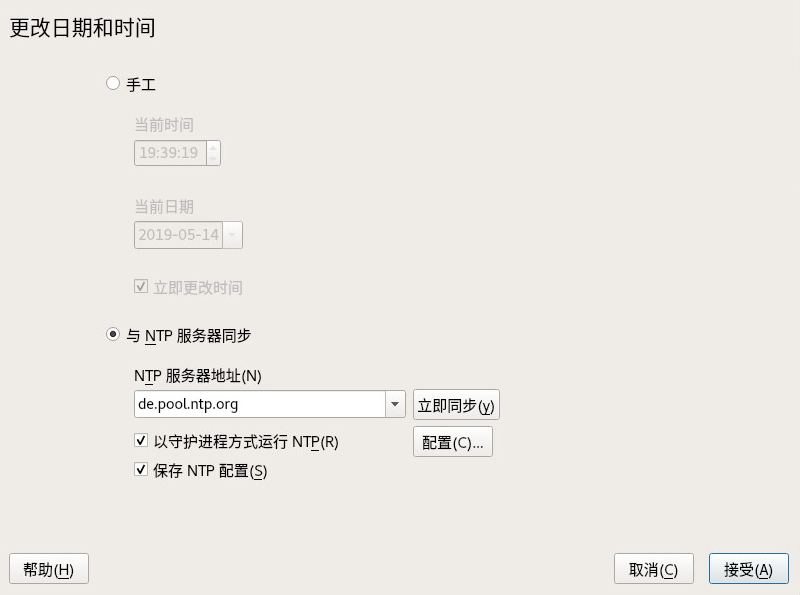 更改日期和时间
手工
当前时间
19:39:19
当前日期
2019-05-14
立即更改时间
与 NTP 服务器同步
NTP 服务器地址(N)
de.pool.ntp.org
立即同步(y)
以守护进程方式运行 NTP(R)
配置(C)...
保存 NTP 配置(S)
帮助(H)
取消(C)
接受(A)